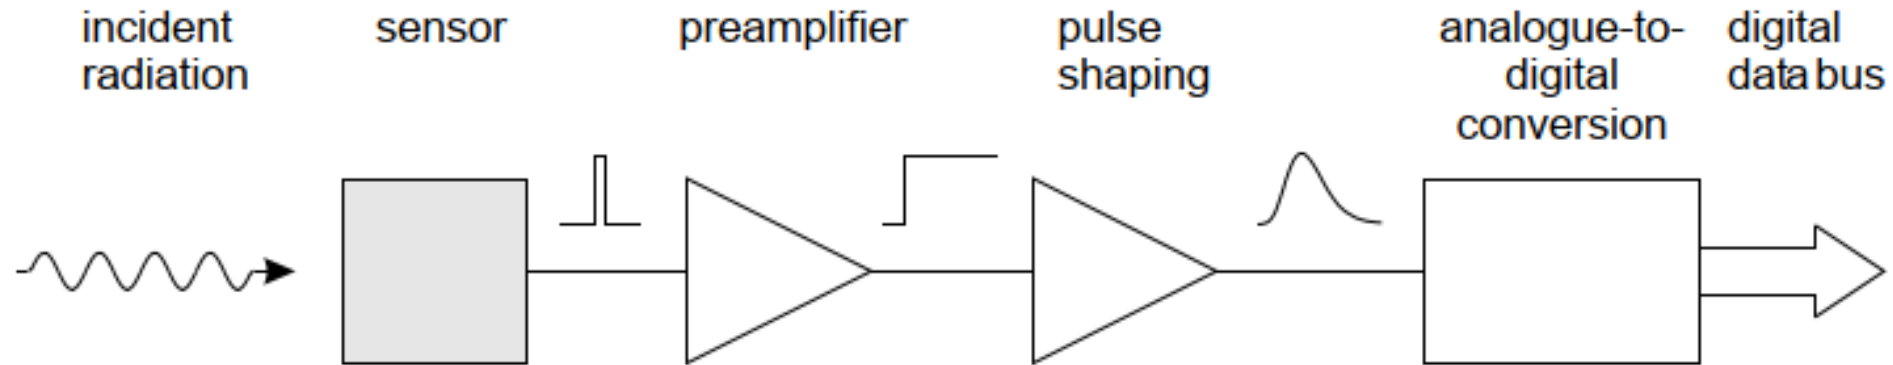 incident
radiation
sensor
preamplifier
pulse
shaping
analogue-to-
digital
conversion
digital
data bus